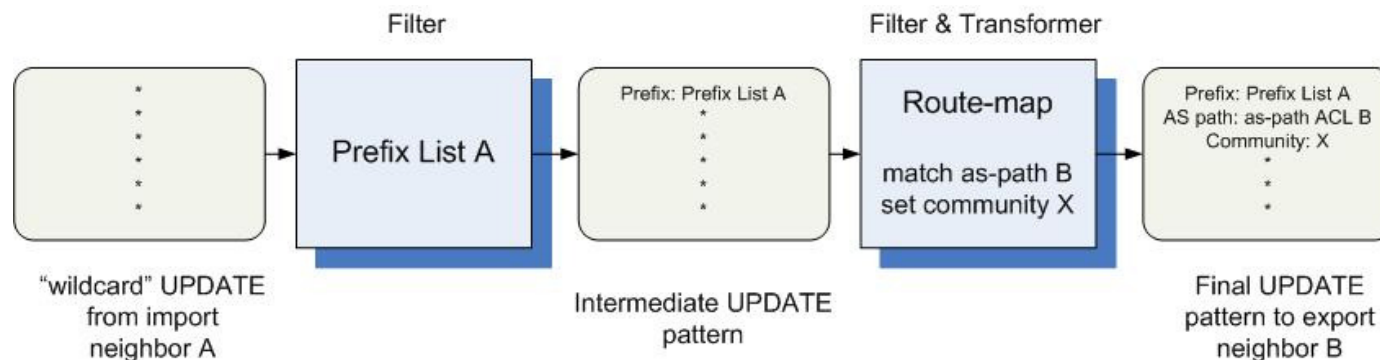 Filter
Filter & Transformer
*
*
*
*
*
*
Prefix List A
Prefix: Prefix List A
*
*
*
*
*
Route-map
match as-path B
set community X
Prefix: Prefix List A
AS path: as-path ACL B
Community: X
*
*
*
“wildcard” UPDATE
from import
neighbor A
Intermediate UPDATE
pattern
Final UPDATE
pattern to export
neighbor B